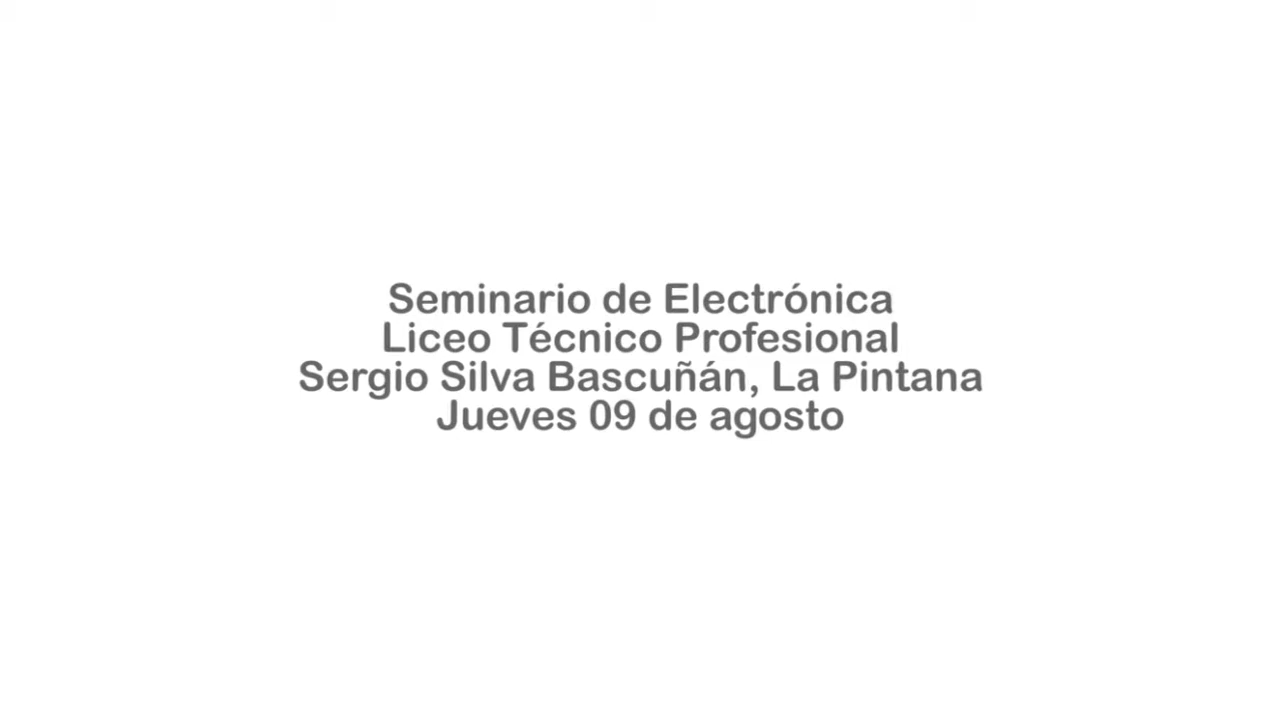 Seminario de Electrónica
Liceo Técnico Profesional
Sergio Silva Bascuñán, La Pintana
Jueves 09 de agosto